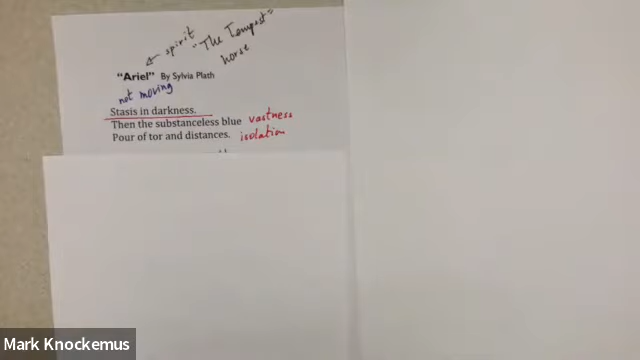 spirit "The Tempest"
horse
"Ariel" By Sylvia Plath
not moving
Stasis in darkness.
Then the substanceless blue vastness
Pour of tor and distances. isolation
Mark Knockemus